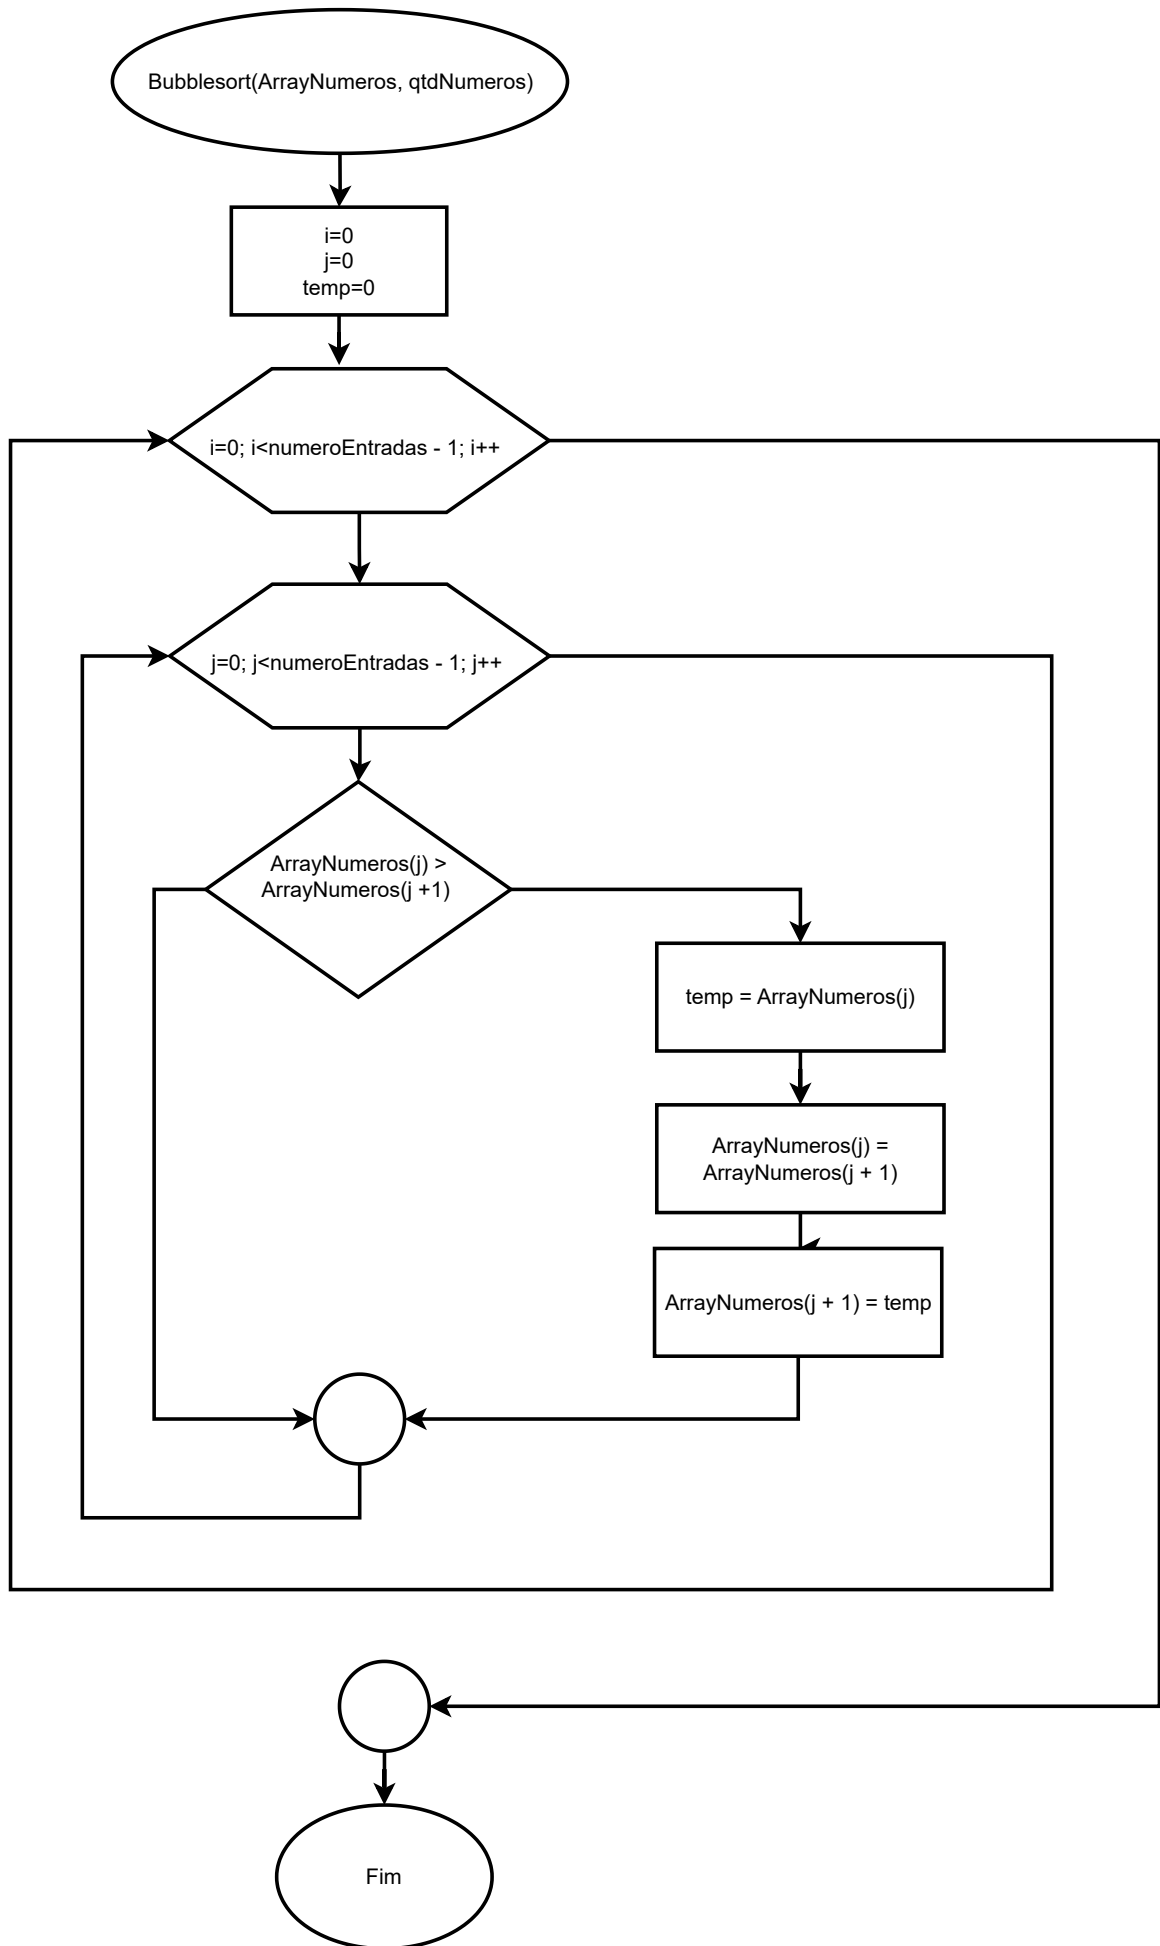 Bubblesort(ArrayNumeros, qtdNumeros)
i=0
j=0
temp=0
i=0; i<numeroEntradas - 1; i++
j=0; j<numeroEntradas - 1; j++
ArrayNumeros(j) >
ArrayNumeros(j +1)
temp = ArrayNumeros(j)
ArrayNumeros(j) =
ArrayNumeros(j + 1)
ArrayNumeros(j + 1) = temp
Fim